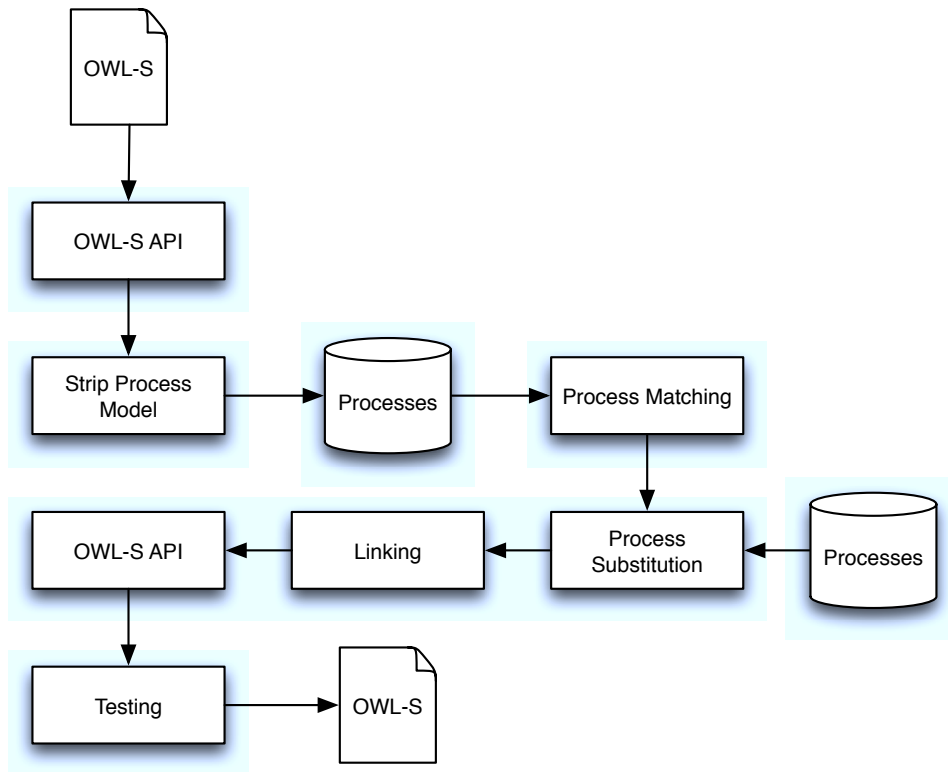 OWL-S
OWL-S API
Strip Process
Model
Processes
Process Matching
OWL-S API
Linking
Process
Substitution
Processes
Testing
OWL-S